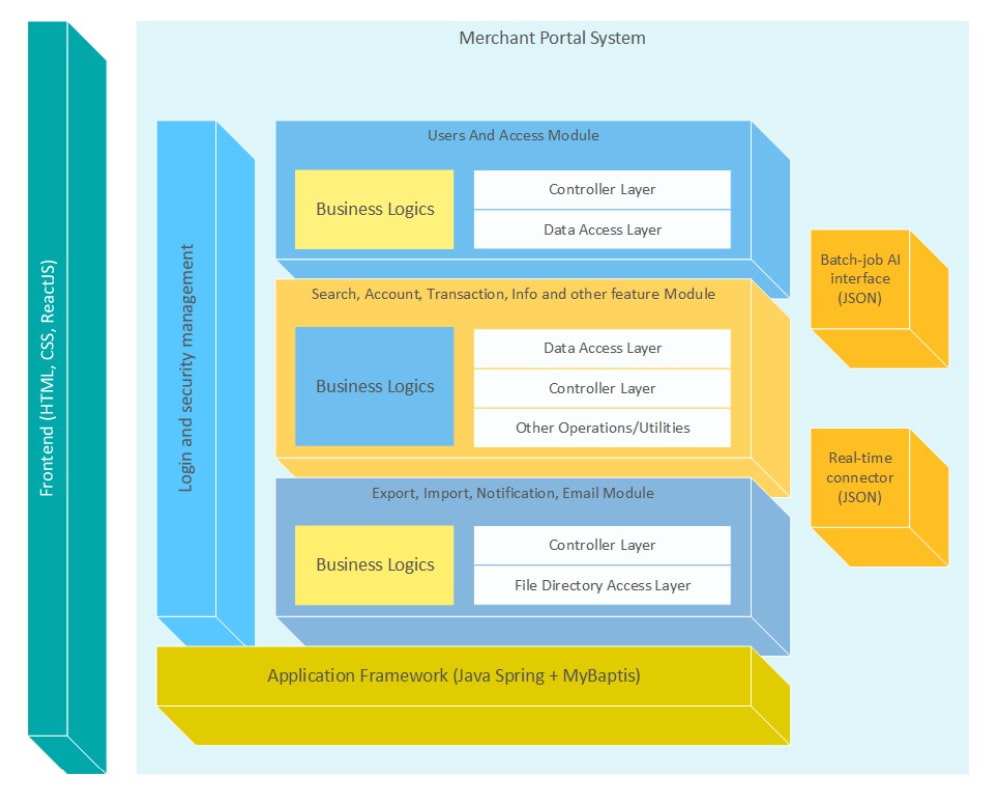 Merchant Portal System
Frontend (HTML, CSS, ReactJS)
Login and security management
Users And Access Module
Business Logics
Controller Layer
Data Access Layer
Search, Account, Transaction, Info and other feature Module
Business Logics
Data Access Layer
Controller Layer
Other Operations/Utilities
Export, Import, Notification, Email Module
Business Logics
Controller Layer
File Directory Access Layer
Application Framework (Java Spring + MyBaptis)
Batch-job AI
interface
(JSON)
Real-time
connector
(JSON)